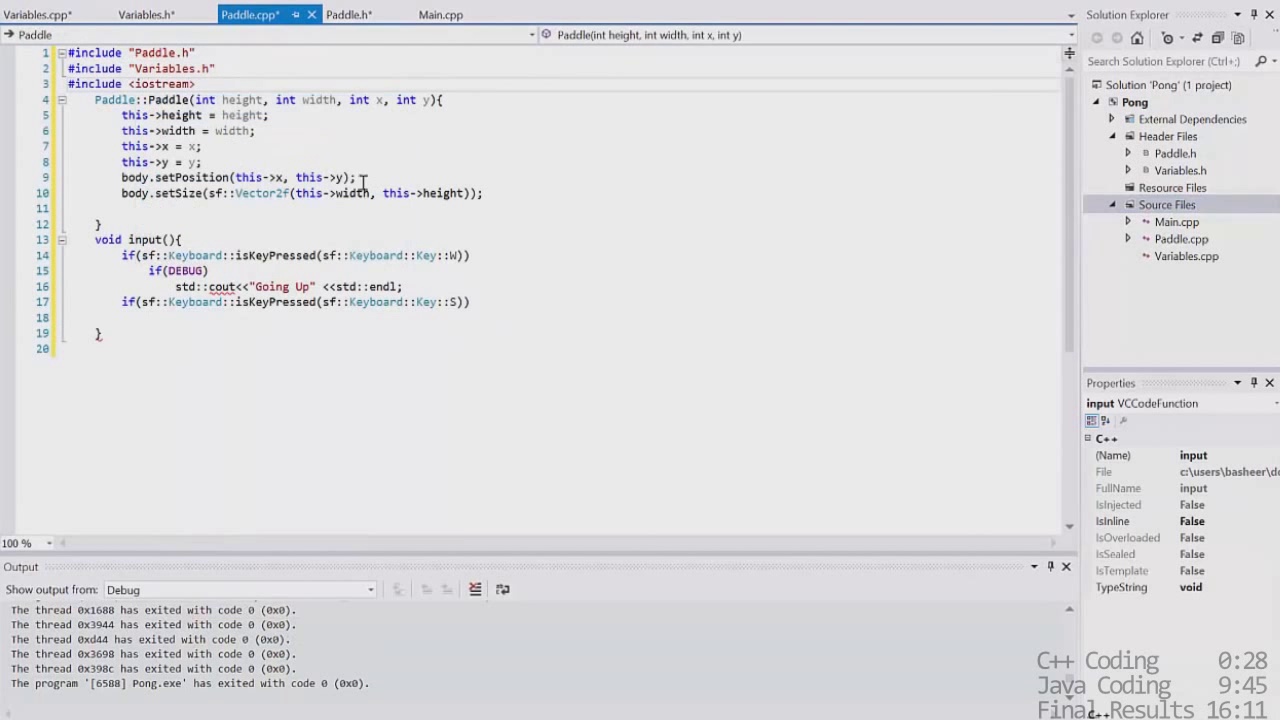 Variables.cpp* Variables.h* Paddle.cpp* Paddle.h* Main.cpp
Paddle Paddle(int height, int width, int x, int y)
1 #include "Paddle.h"
2 #include "Variables.h"
3 #include <iostream>
4 Paddle::Paddle(int height, int width, int x, int y){
5 this->height = height;
6 this->width = width;
7 this->x = x;
8 this->y = y;
9 body.setPosition(this->x, this->y);
10 body.setSize(sf::Vector2f(this->width, this->height));
11
12 }
13 void input(){
14 if(sf::Keyboard::isKeyPressed(sf::Keyboard::Key::W))
15 if(DEBUG)
16 std::cout<<"Going Up" <<std::endl;
17 if(sf::Keyboard::isKeyPressed(sf::Keyboard::Key::S))
18
19 }
20
100 %
Output
Show output from: Debug
The thread 0x1688 has exited with code 0 (0x0).
The thread 0x3944 has exited with code 0 (0x0).
The thread 0xd44 has exited with code 0 (0x0).
The thread 0x3698 has exited with code 0 (0x0).
The thread 0x398c has exited with code 0 (0x0).
The program '[6588] Pong.exe' has exited with code 0 (0x0).
Solution Explorer
Search Solution Explorer (Ctrl+;)
Solution 'Pong' (1 project)
Pong
External Dependencies
Header Files
Paddle.h
Variables.h
Resource Files
Source Files
Main.cpp
Paddle.cpp
Variables.cpp
Properties
input VCCodeFunction
C++
(Name) input
File c:\users\basheer\do
FullName input
IsInjected False
IsInline False
IsOverloaded False
IsSealed False
IsTemplate False
TypeString void
C++ Coding 0:28
Java Coding 9:45
Final Results 16:11
C++